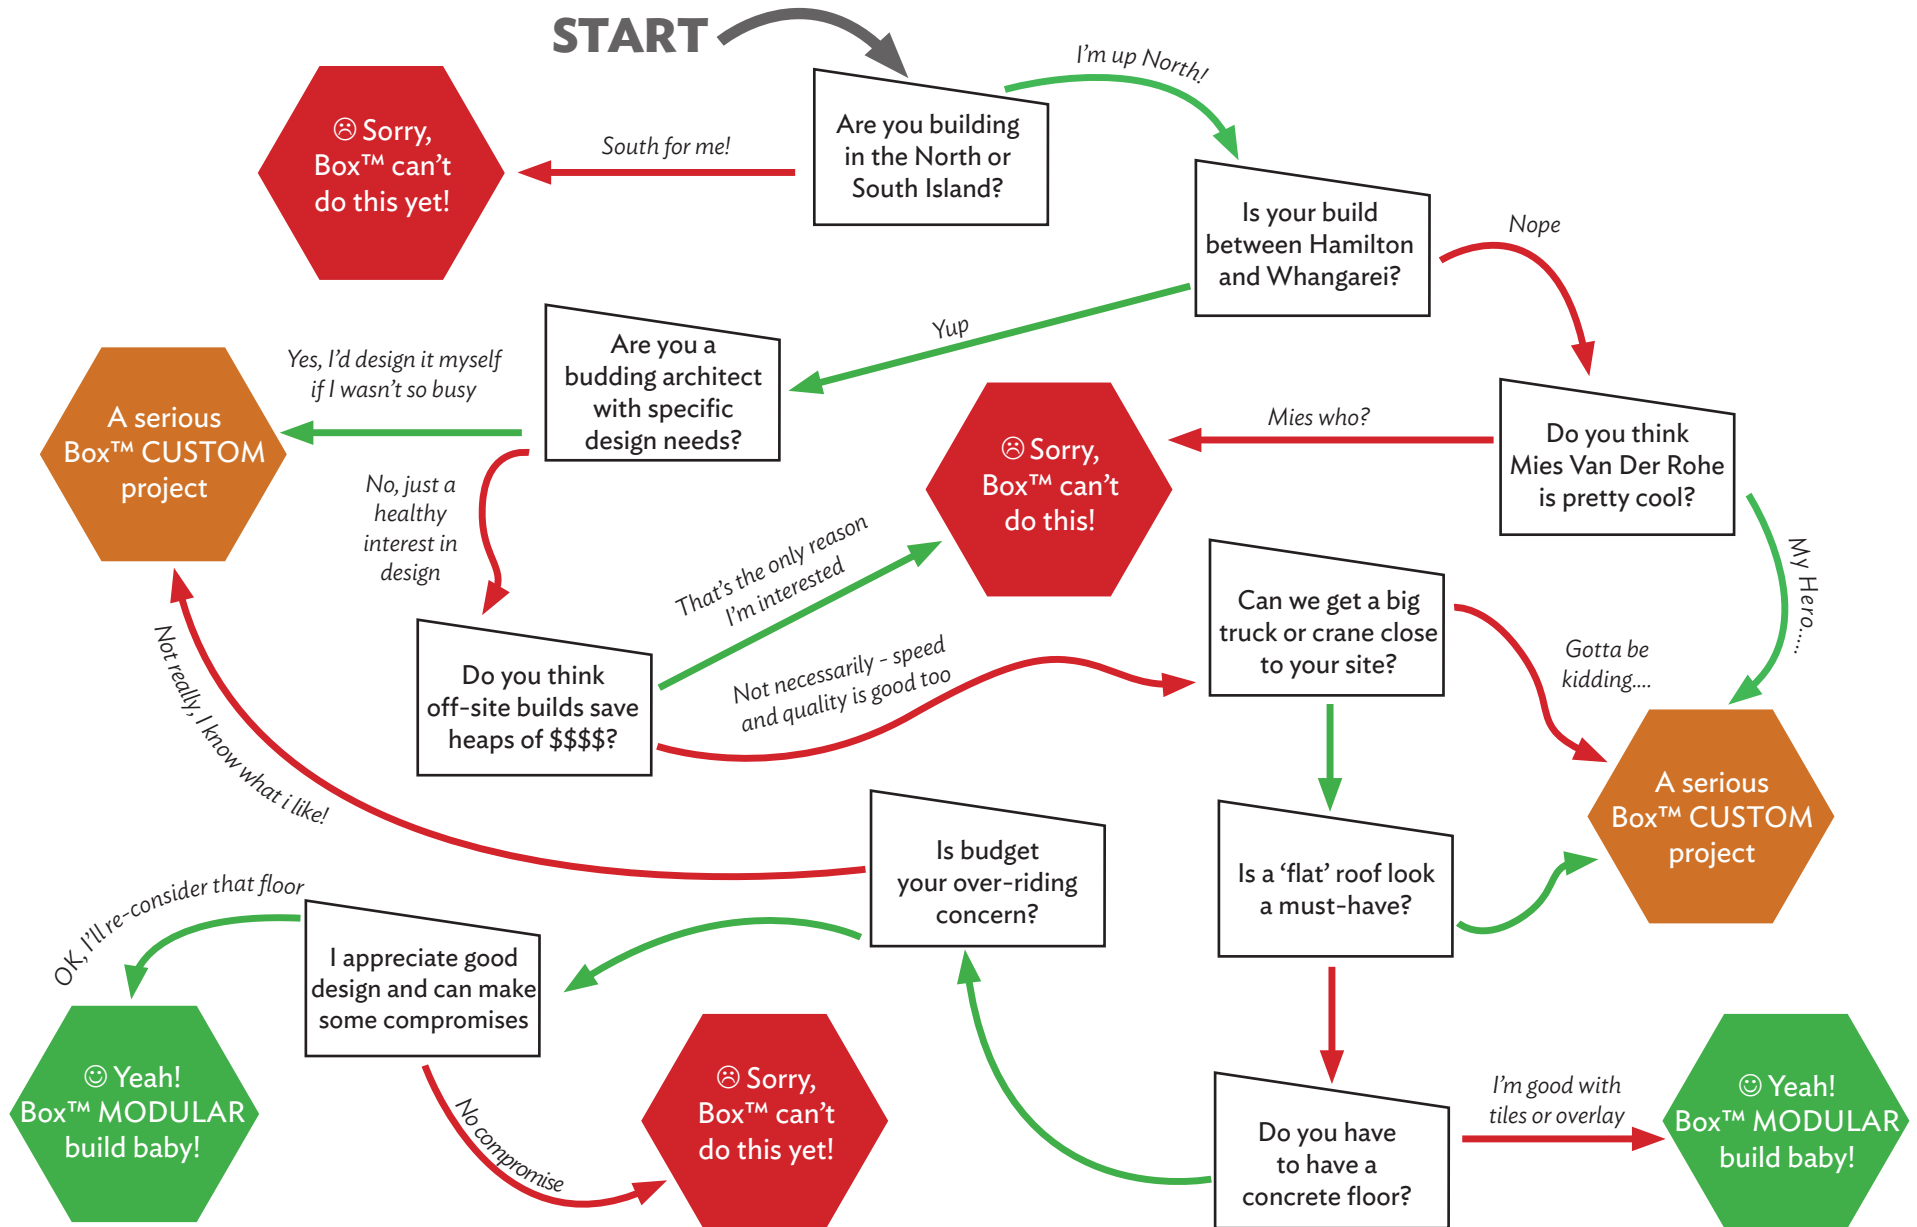 START
I'm up North!
☹ Sorry,
Box™ can't
do this yet!
South for me!
Are you building
in the North or
South Island?
Is your build
between Hamilton
and Whangarei?
Nope
Yup
Are you a
budding architect
with specific
design needs?
Yes, I'd design it myself
if I wasn't so busy
A serious
Box™ CUSTOM
project
No, just a
healthy
interest in
design
☹ Sorry,
Box™ can't
do this!
Mies who?
Do you think
Mies Van Der Rohe
is pretty cool?
My Hero.....
That's the only reason
I'm interested
Do you think
off-site builds save
heaps of $$$$?
Not necessarily - speed
and quality is good too
Can we get a big
truck or crane close
to your site?
Gotta be
kidding....
Not really, I know what i like!
A serious
Box™ CUSTOM
project
Is budget
your over-riding
concern?
Is a ‘flat’ roof look
a must-have?
OK, I'll re-consider that floor
I appreciate good
design and can make
some compromises
☺ Yeah!
Box™ MODULAR
build baby!
No compromise
☹ Sorry,
Box™ can't
do this yet!
Do you have
to have a
concrete floor?
I'm good with
tiles or overlay
☺ Yeah!
Box™ MODULAR
build baby!